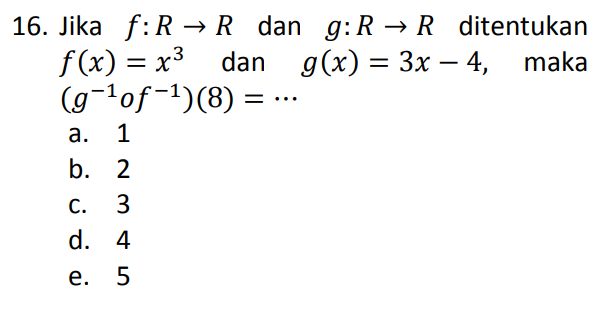 16. Jika f: R → R dan g: R → R ditentukan
f(x) = x³ dan g(x) = 3x − 4, maka
(g⁻¹of⁻¹)(8) = ⋯
a. 1
b. 2
c. 3
d. 4
e. 5